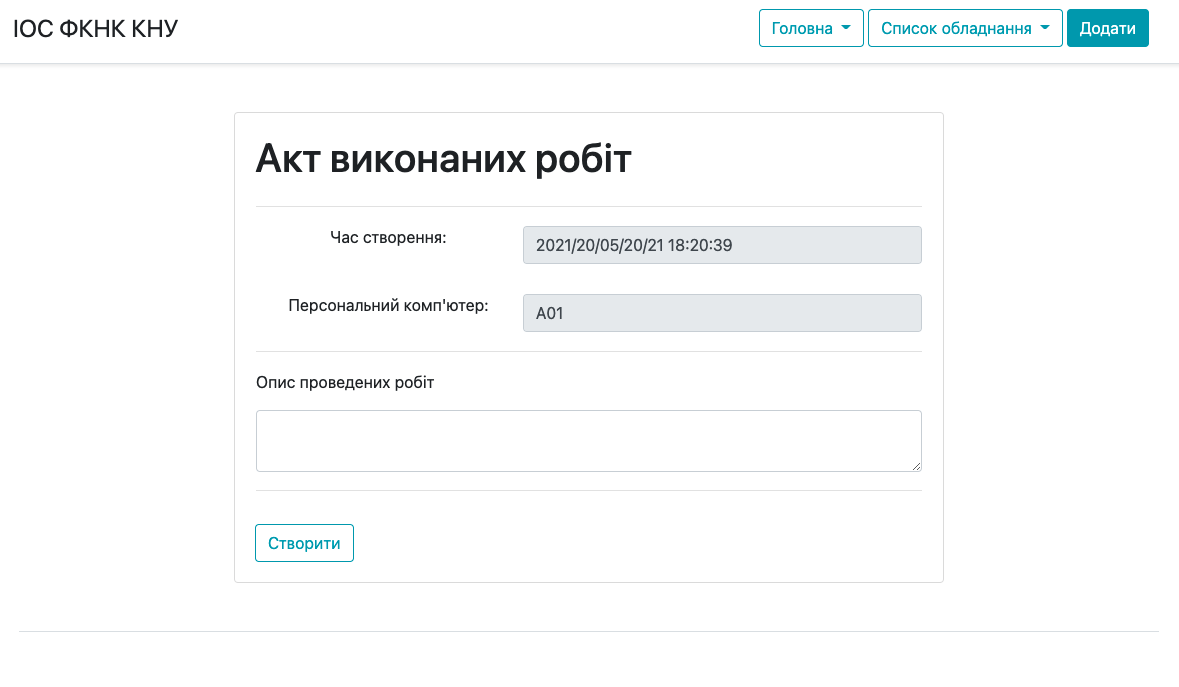 ІОС ФКНК КНУ
Головна
Список обладнання
Додати
Акт виконаних робіт
Час створення:
2021/20/05/20/21 18:20:39
Персональний комп'ютер:
A01
Опис проведених робіт
Створити